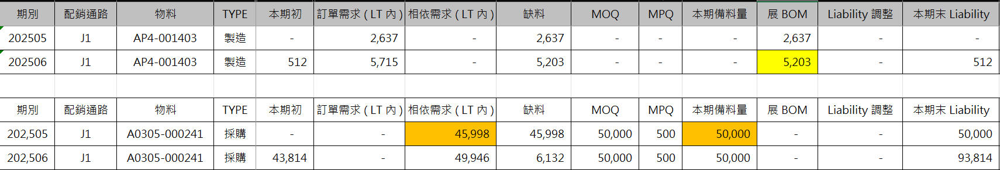 期別 配銷通路 物料 TYPE 本期初 訂單需求 ( LT 內 ) 相依需求 ( LT 內 ) 缺料 MOQ MPQ 本期備料量 展 BOM Liability 調整 本期末 Liability
202505 J1 AP4-001403 製造 - 2,637 - 2,637 - - - 2,637 - -
202506 J1 AP4-001403 製造 512 5,715 - 5,203 - - - 5,203 - 512
期別 配銷通路 物料 TYPE 本期初 訂單需求 ( LT 內 ) 相依需求 ( LT 內 ) 缺料 MOQ MPQ 本期備料量 展 BOM Liability 調整 本期末 Liability
202,505 J1 A0305-000241 採購 - - 45,998 45,998 50,000 500 50,000 - - 50,000
202,506 J1 A0305-000241 採購 43,814 - 49,946 6,132 50,000 500 50,000 - - 93,814